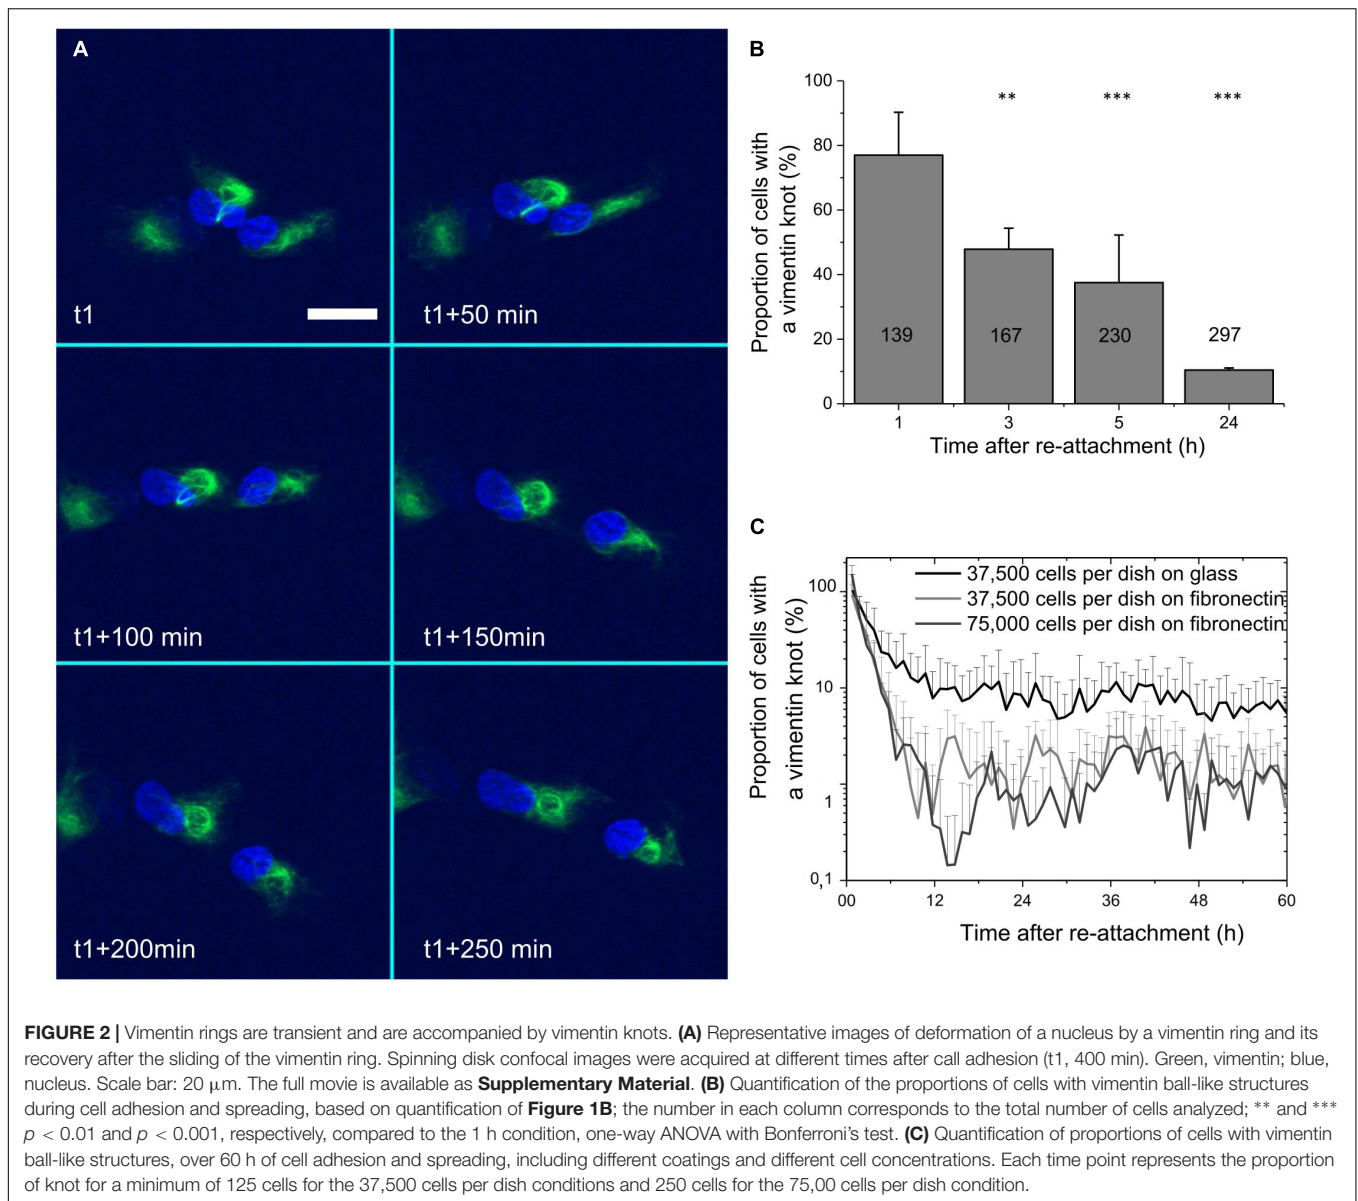 A
t1
t1+50 min
t1+100 min
t1+150min
t1+200min
t1+250 min
B
Proportion of cells with
a vimentin knot (%)
100
80
60
40
20
0
**
***
***
139
167
230
297
1
3
5
24
Time after re-attachment (h)
C
Proportion of cells with
a vimentin knot (%)
100
10
1
0,1
37,500 cells per dish on glass
37,500 cells per dish on fibronectin
75,000 cells per dish on fibronectin
00
12
24
36
48
60
Time after re-attachment (h)
FIGURE 2 | Vimentin rings are transient and are accompanied by vimentin knots. (A) Representative images of deformation of a nucleus by a vimentin ring and its
recovery after the sliding of the vimentin ring. Spinning disk confocal images were acquired at different times after call adhesion (t1, 400 min). Green, vimentin; blue,
nucleus. Scale bar: 20 μm. The full movie is available as Supplementary Material. (B) Quantification of the proportions of cells with vimentin ball-like structures
during cell adhesion and spreading, based on quantification of Figure 1B; the number in each column corresponds to the total number of cells analyzed; ** and ***
p < 0.01 and p < 0.001, respectively, compared to the 1 h condition, one-way ANOVA with Bonferroni's test. (C) Quantification of proportions of cells with vimentin
ball-like structures, over 60 h of cell adhesion and spreading, including different coatings and different cell concentrations. Each time point represents the proportion
of knot for a minimum of 125 cells for the 37,500 cells per dish conditions and 250 cells for the 75,00 cells per dish condition.